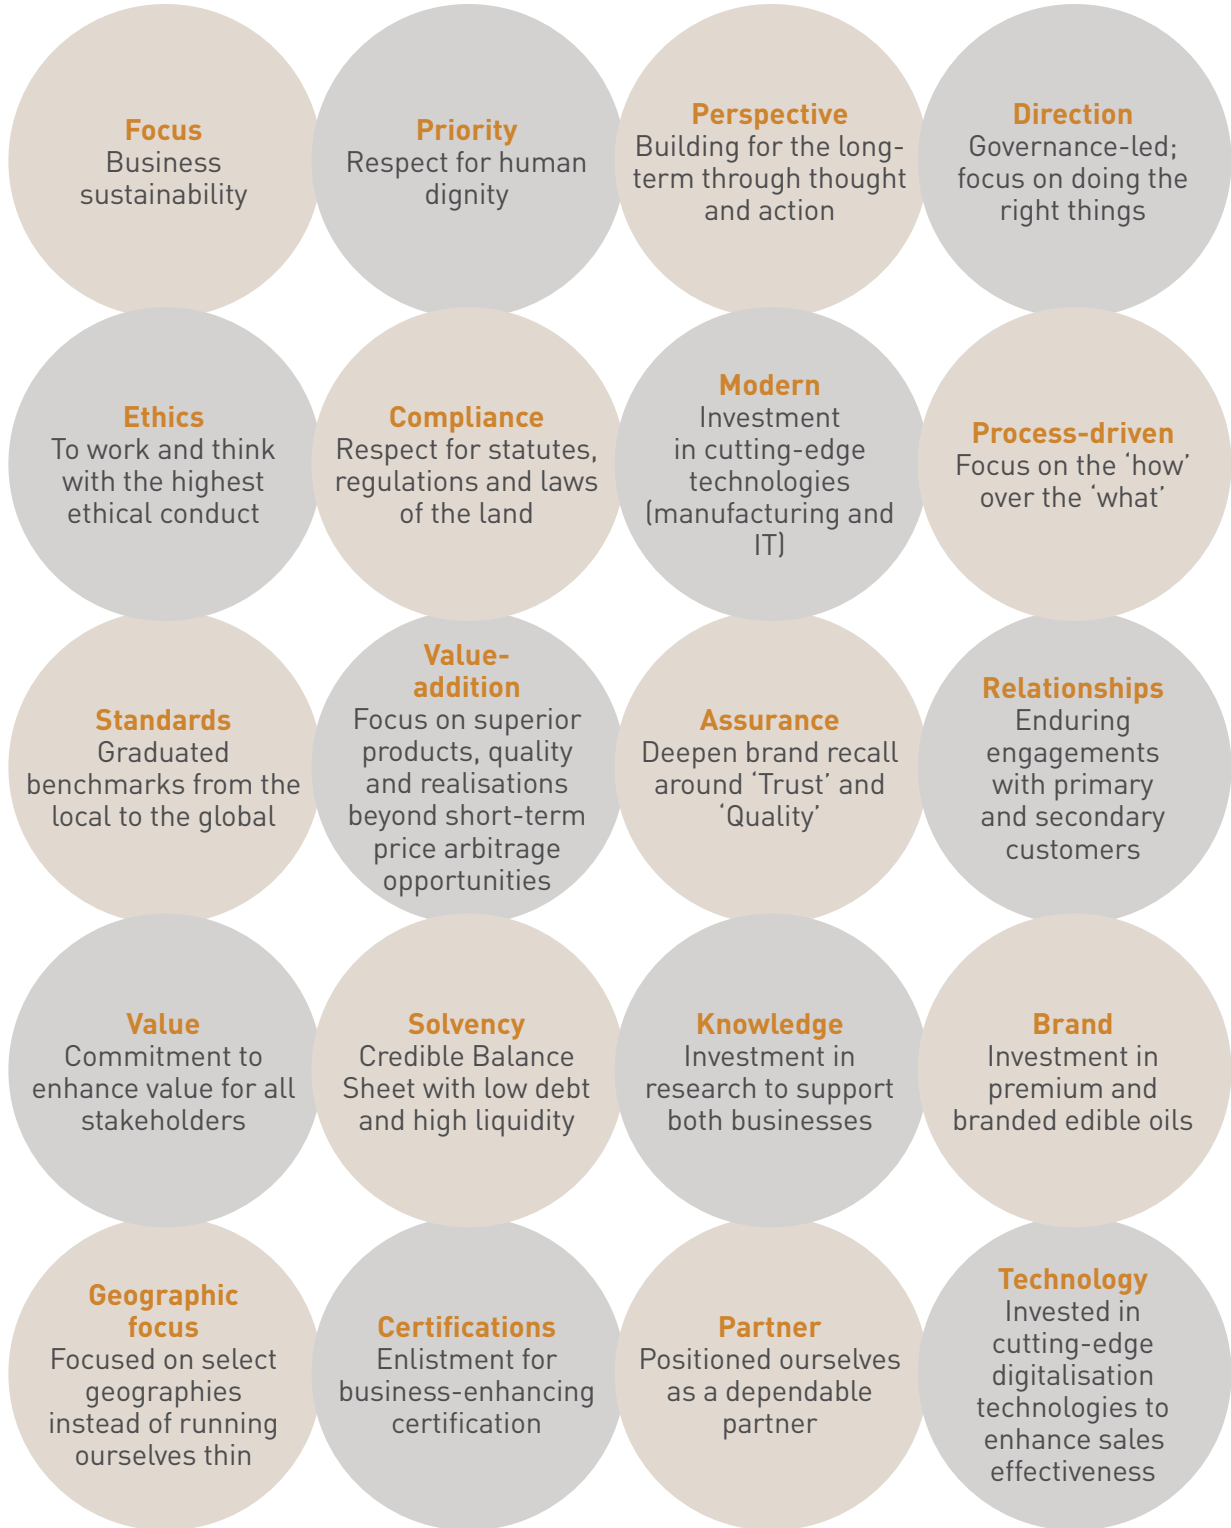 Focus
Business
sustainability
Priority
Respect for human
dignity
Perspective
Building for the long-
term through thought
and action
Direction
Governance-led;
focus on doing the
right things
Ethics
To work and think
with the highest
ethical conduct
Compliance
Respect for statutes,
regulations and laws
of the land
Modern
Investment
in cutting-edge
technologies
(manufacturing and
IT)
Process-driven
Focus on the ‘how’
over the ‘what’
Standards
Graduated
benchmarks from the
local to the global
Value-
addition
Focus on superior
products, quality
and realisations
beyond short-term
price arbitrage
opportunities
Assurance
Deepen brand recall
around ‘Trust’ and
‘Quality’
Relationships
Enduring
engagements
with primary
and secondary
customers
Value
Commitment to
enhance value for all
stakeholders
Solvency
Credible Balance
Sheet with low debt
and high liquidity
Knowledge
Investment in
research to support
both businesses
Brand
Investment in
premium and
branded edible oils
Geographic
focus
Focused on select
geographies
instead of running
ourselves thin
Certifications
Enlistment for
business-enhancing
certification
Partner
Positioned ourselves
as a dependable
partner
Technology
Invested in
cutting-edge
digitalisation
technologies to
enhance sales
effectiveness